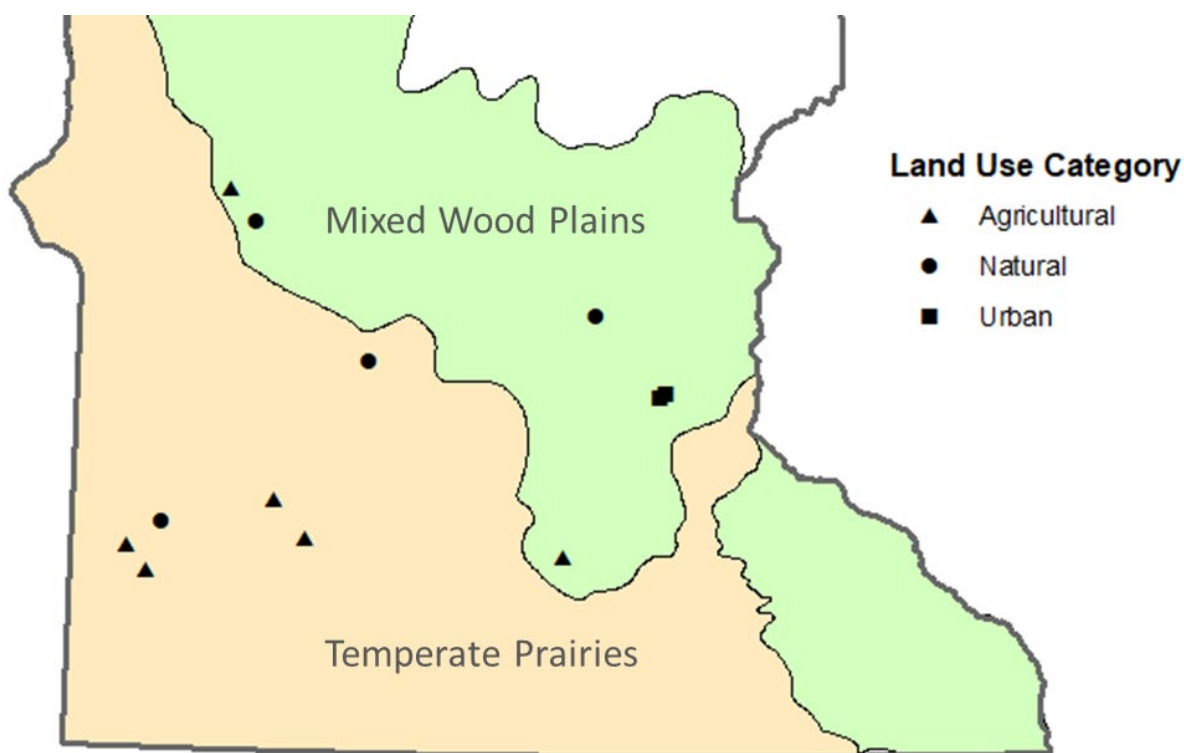 Mixed Wood Plains
Temperate Prairies
Land Use Category
Agricultural
Natural
Urban